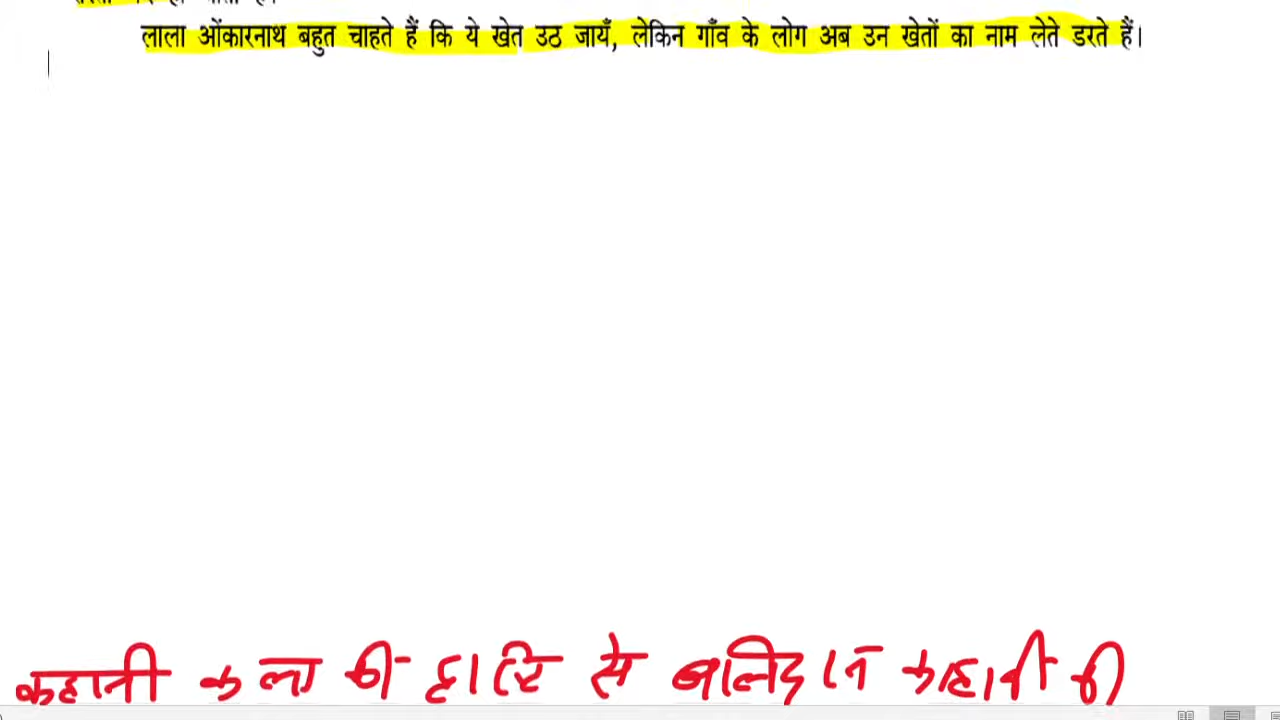 लाला ओंकारनाथ बहुत चाहते हैं कि ये खेत उठ जायँ, लेकिन गाँव के लोग अब उन खेतों का नाम लेते डरते हैं।
कहानी कला की से बलिदान कहानी की